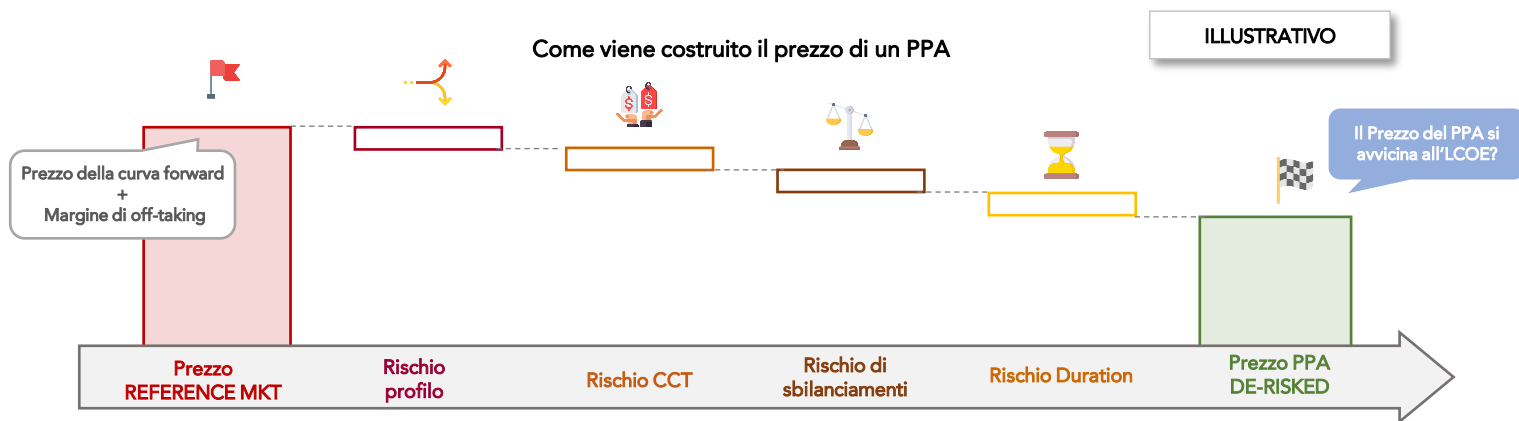 Come viene costruito il prezzo di un PPA
ILLUSTRATIVO
Prezzo della curva forward
+
Margine di off-taking
$
$
Il Prezzo del PPA si
avvicina all'LCOE?
Prezzo
REFERENCE MKT
Rischio
profilo
Rischio CCT
Rischio di
sbilanciamenti
Rischio Duration
Prezzo PPA
DE-RISKED